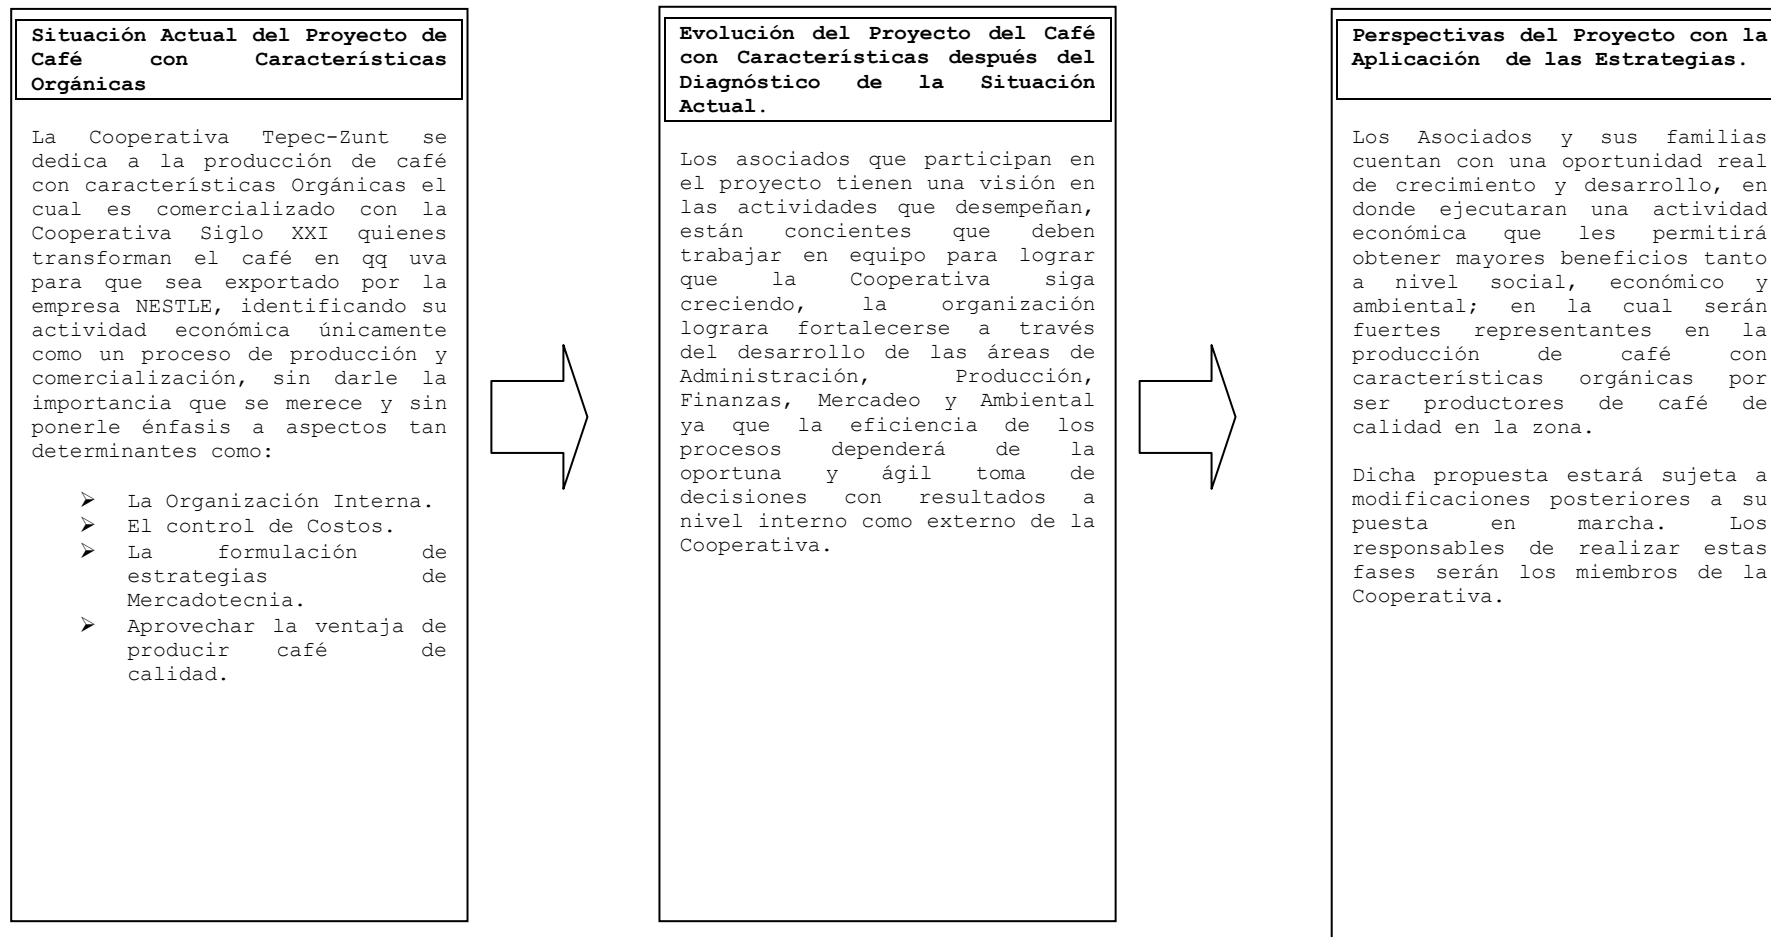 Situación Actual del Proyecto de
Café con Características
Orgánicas
La Cooperativa Tepec-Zunt se
dedica a la producción de café
con características Orgánicas el
cual es comercializado con la
Cooperativa Siglo XXI quienes
transforman el café en qq uva
para que sea exportado por la
empresa NESTLE, identificando su
actividad económica únicamente
como un proceso de producción y
comercialización, sin darle la
importancia que se merece y sin
ponerle énfasis a aspectos tan
determinantes como:
➢ La Organización Interna.
➢ El control de Costos.
➢ La formulación de
estrategias de
Mercadotecnia.
➢ Aprovechar la ventaja de
producir café de
calidad.
Evolución del Proyecto del Café
con Características después del
Diagnóstico de la Situación
Actual.
Los asociados que participan en
el proyecto tienen una visión en
las actividades que desempeñan,
están concientes que deben
trabajar en equipo para lograr
que la Cooperativa siga
creciendo, la organización
lograra fortalecerse a través
del desarrollo de las áreas de
Administración, Producción,
Finanzas, Mercadeo y Ambiental
ya que la eficiencia de los
procesos dependerá de la
oportuna y ágil toma de
decisiones con resultados a
nivel interno como externo de la
Cooperativa.
Perspectivas del Proyecto con la
Aplicación de las Estrategias.
Los Asociados y sus familias
cuentan con una oportunidad real
de crecimiento y desarrollo, en
donde ejecutaran una actividad
económica que les permitirá
obtener mayores beneficios tanto
a nivel social, económico y
ambiental; en la cual serán
fuertes representantes en la
producción de café con
características orgánicas por
ser productores de café de
calidad en la zona.
Dicha propuesta estará sujeta a
modificaciones posteriores a su
puesta en marcha. Los
responsables de realizar estas
fases serán los miembros de la
Cooperativa.